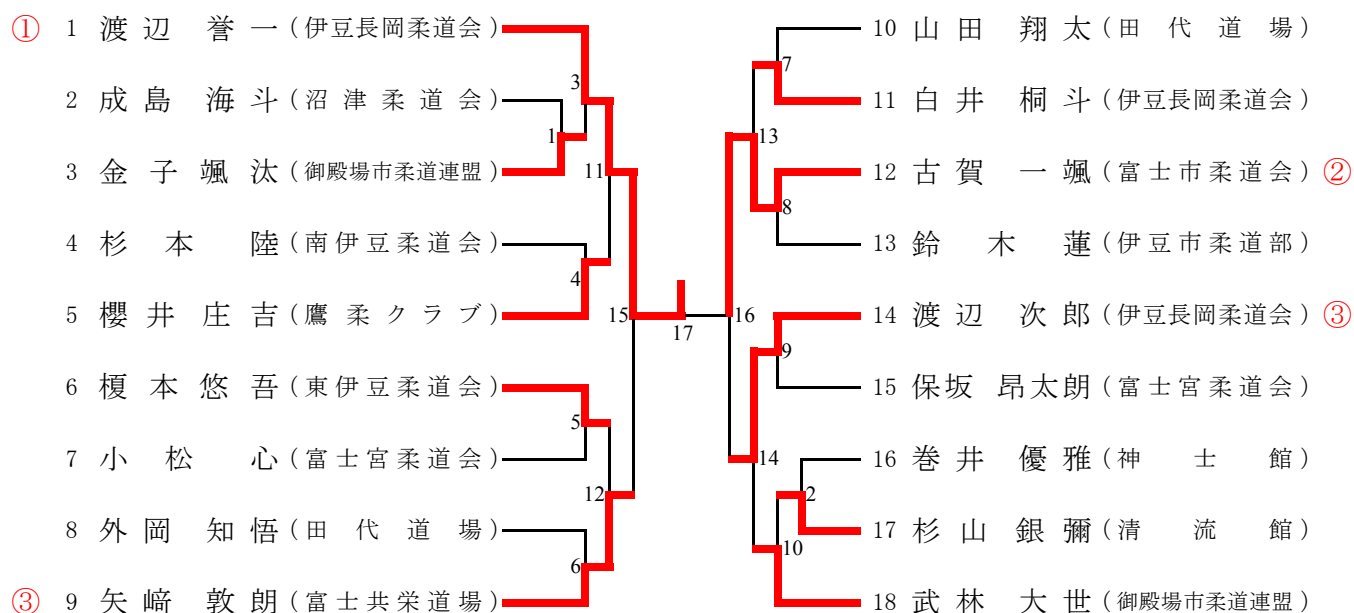 ① 1 渡辺 誉一 (伊豆長岡柔道会)
2 成島 海斗 (沼津柔道会)
3 金子 颯汰 (御殿場市柔道連盟)
4 杉本 陸 (南伊豆柔道会)
5 櫻井 庄吉 (鷹柔クラブ)
6 榎本 悠吾 (東伊豆柔道会)
7 小松 心 (富士宮柔道会)
8 外岡 知悟 (田代道場)
③ 9 矢﨑 敦朗 (富士共栄道場)
3
1
11
4
15
5
12
6
17
7
13
8
16
9
14
2
10
10 山田 翔太 (田代道場)
11 白井 桐斗 (伊豆長岡柔道会)
12 古賀 一颯 (富士市柔道会) ②
13 鈴木 蓮 (伊豆市柔道部)
14 渡辺 次郎 (伊豆長岡柔道会) ③
15 保坂 昂太朗 (富士宮柔道会)
16 巻井 優雅 (神士館)
17 杉山 銀彌 (清流館)
18 武林 大世 (御殿場市柔道連盟)